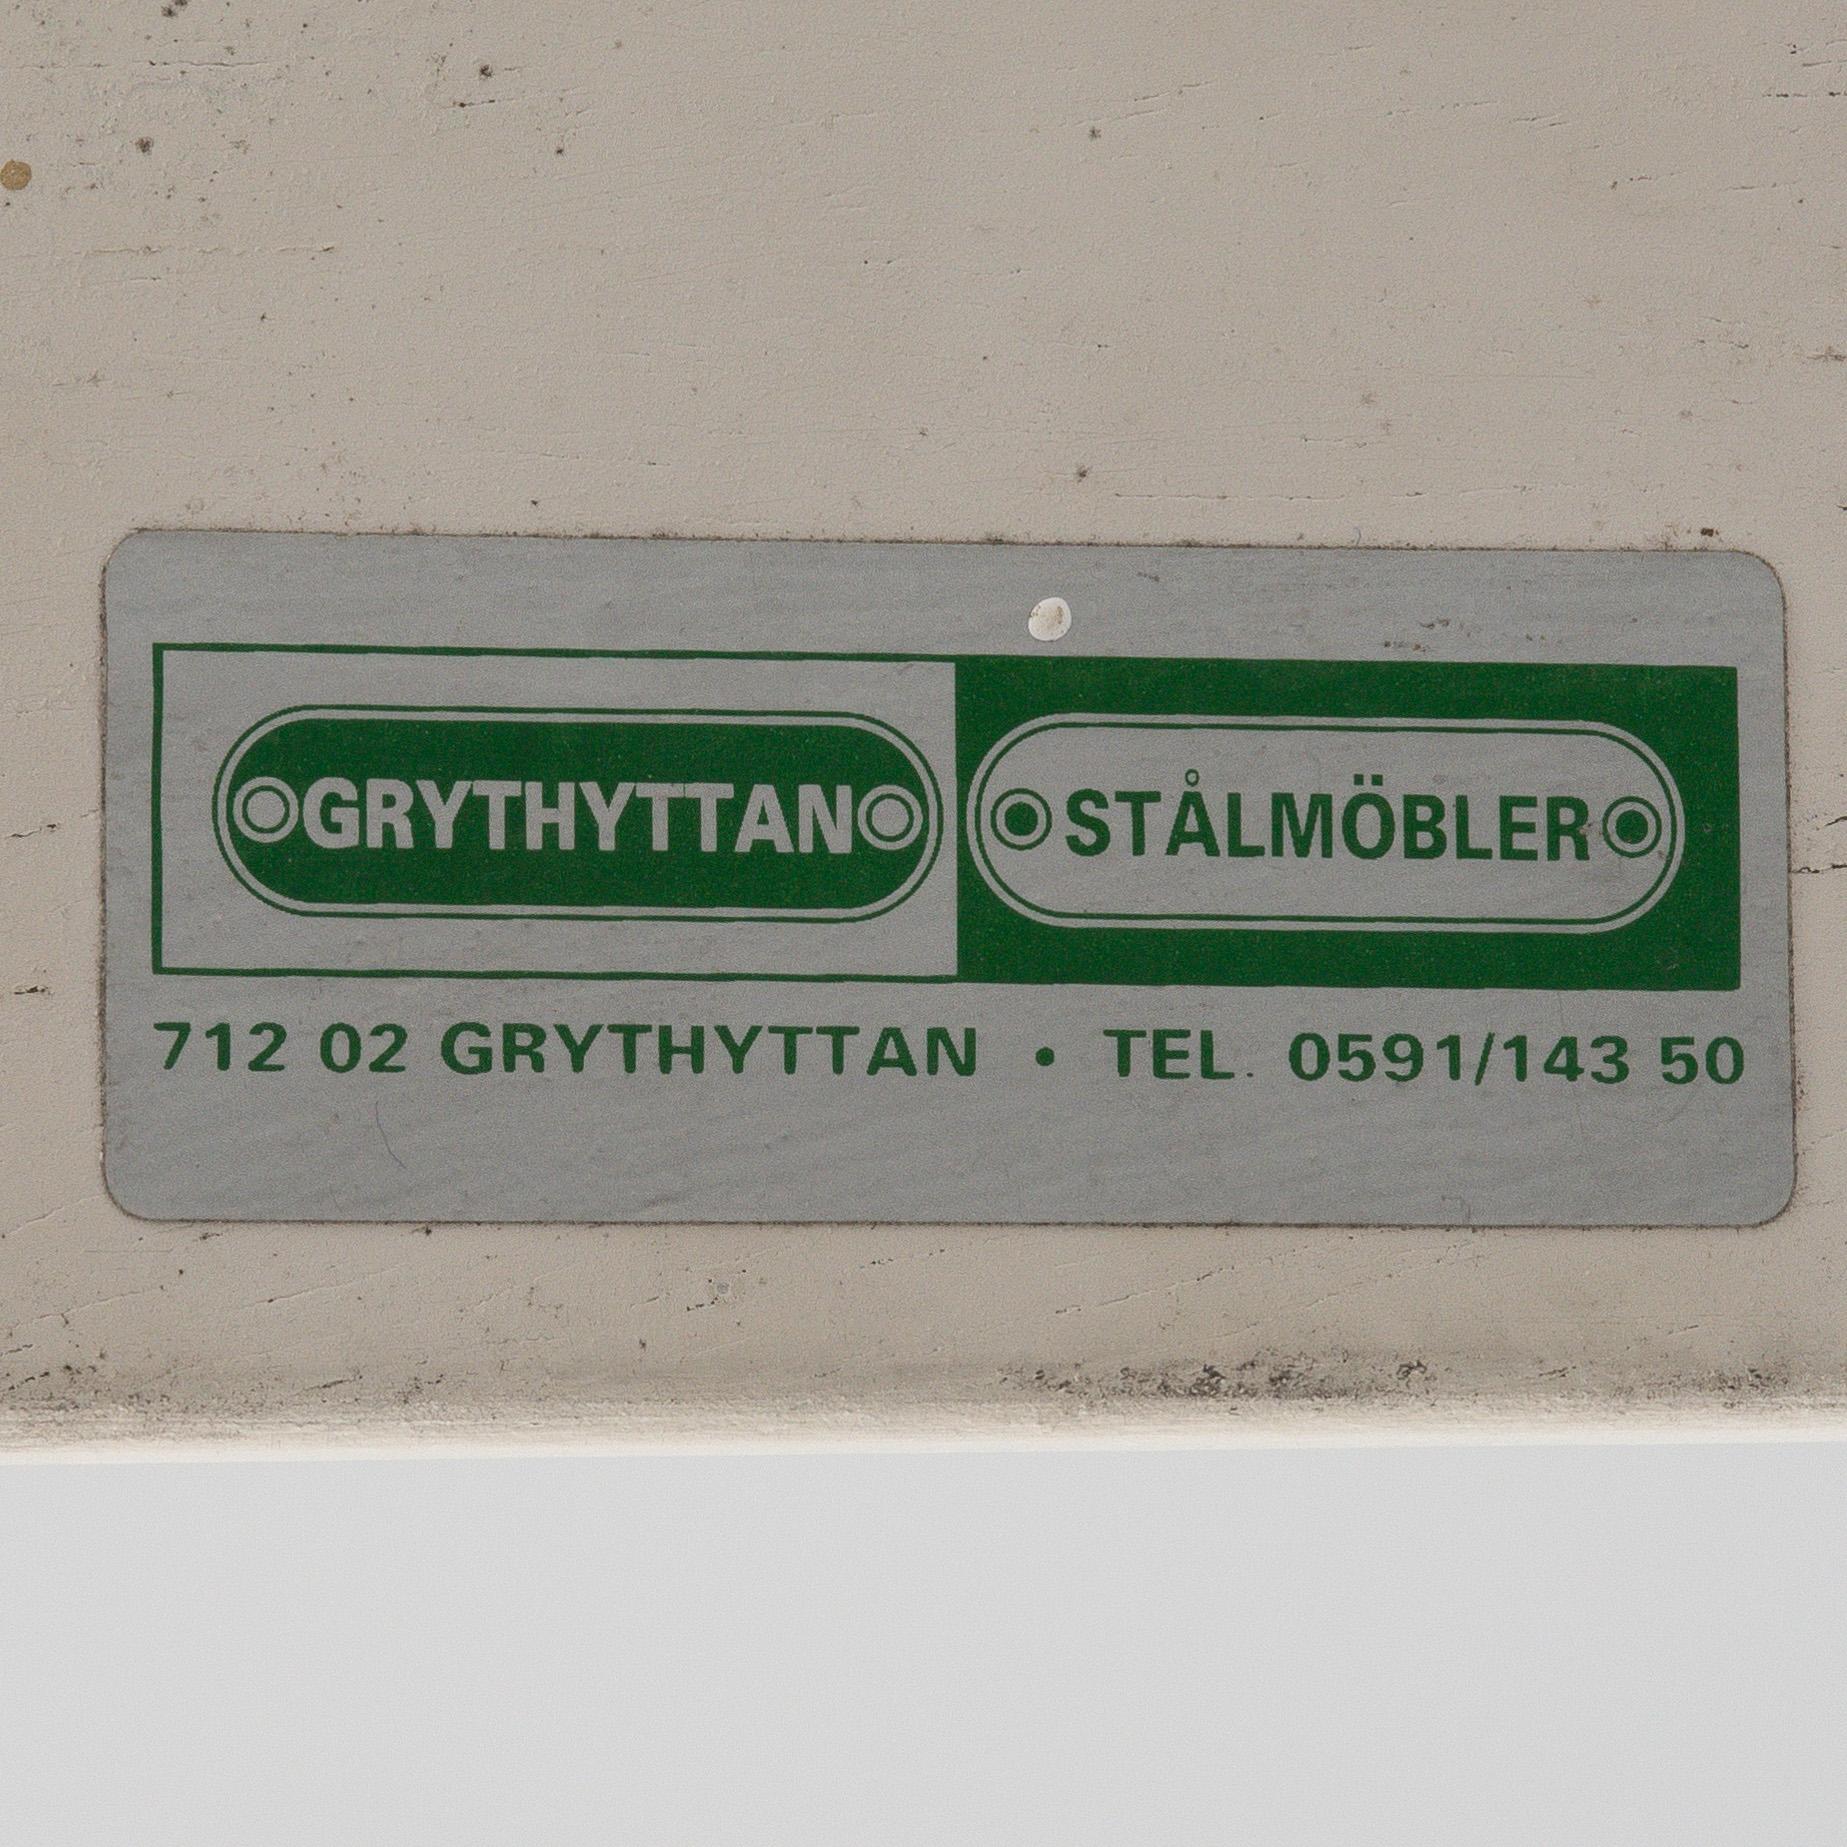 GRYTHYTTAN STÅLMÖBLER
712 02 GRYTHYTTAN • TEL. 0591/143 50